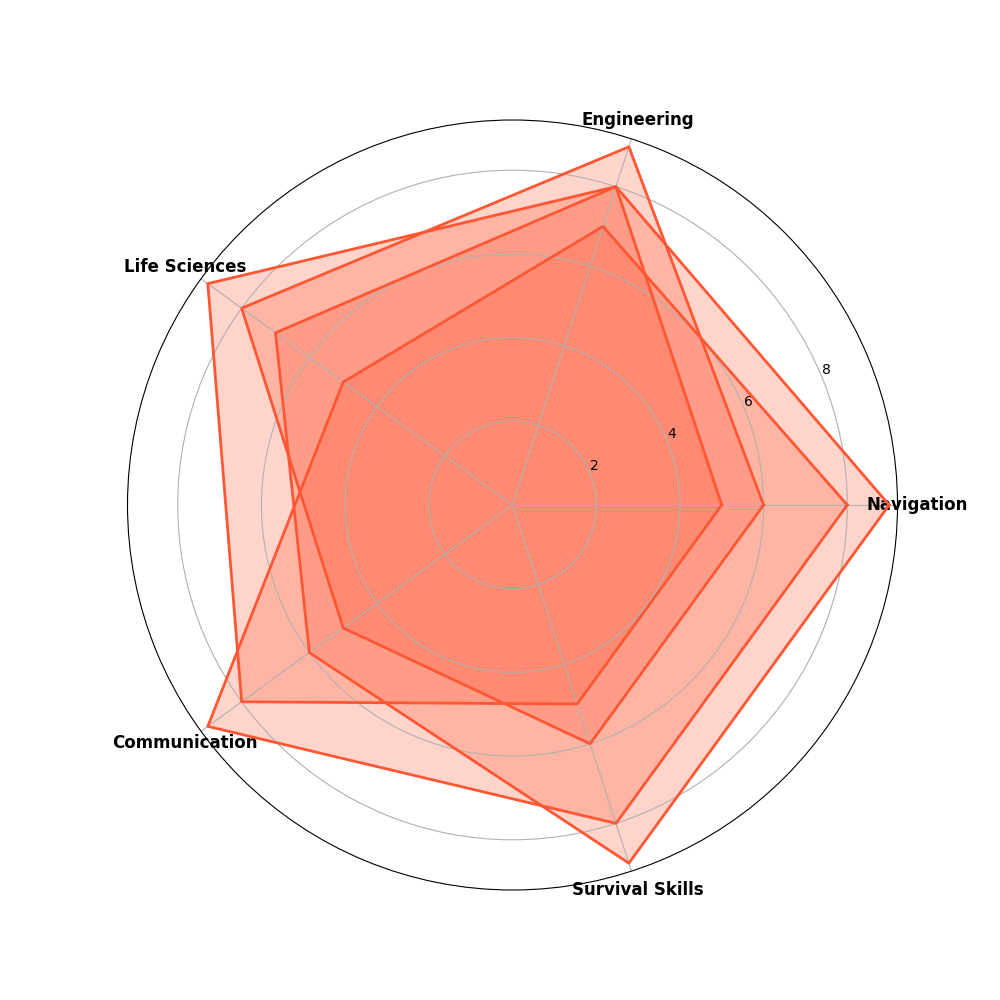 Engineering
Life Sciences
8
6
4
2
Navigation
Communication
Survival Skills